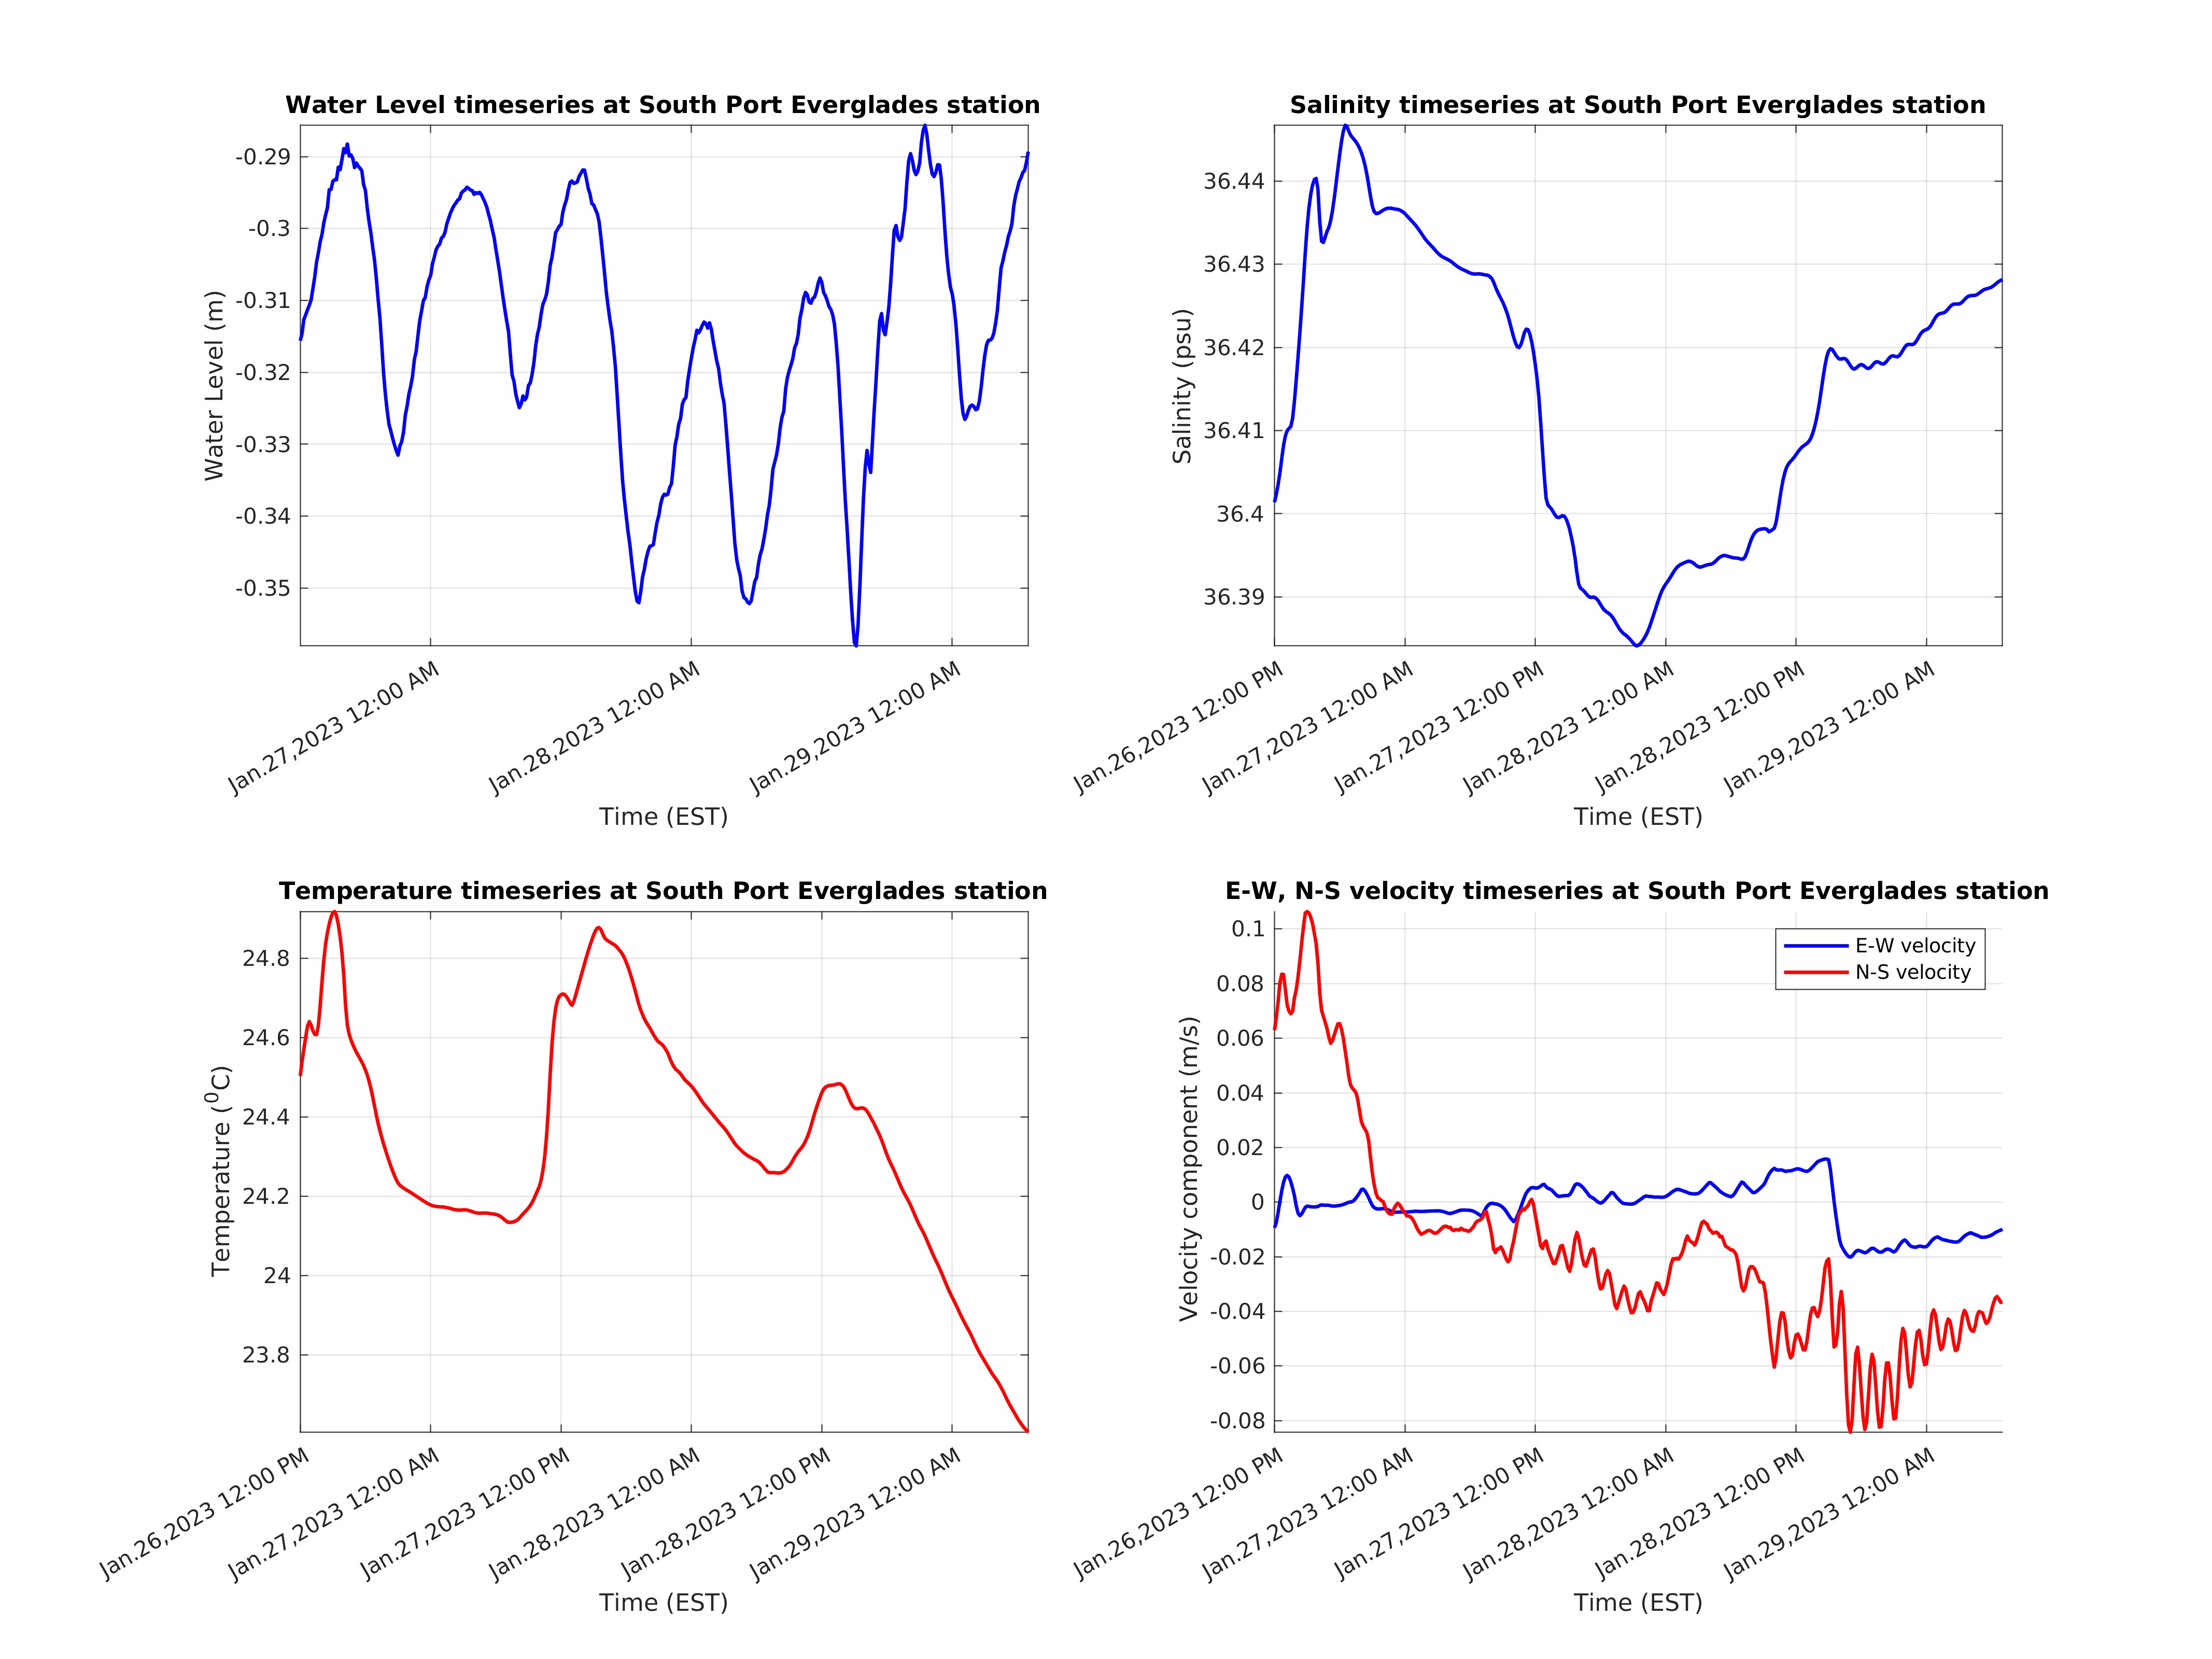 Water Level timeseries at South Port Everglades station
Water Level (m)
-0.29
-0.3
-0.31
-0.32
-0.33
-0.34
-0.35
Jan.27,2023 12:00 AM
Jan.28,2023 12:00 AM
Jan.29,2023 12:00 AM
Time (EST)
Salinity timeseries at South Port Everglades station
Salinity (psu)
36.44
36.43
36.42
36.41
36.4
36.39
Jan.26,2023 12:00 PM
Jan.27,2023 12:00 AM
Jan.27,2023 12:00 PM
Jan.28,2023 12:00 AM
Jan.28,2023 12:00 PM
Jan.29,2023 12:00 AM
Time (EST)
Temperature timeseries at South Port Everglades station
Temperature (⁰C)
24.8
24.6
24.4
24.2
24
23.8
Jan.26,2023 12:00 PM
Jan.27,2023 12:00 AM
Jan.27,2023 12:00 PM
Jan.28,2023 12:00 AM
Jan.28,2023 12:00 PM
Jan.29,2023 12:00 AM
Time (EST)
E-W, N-S velocity timeseries at South Port Everglades station
Velocity component (m/s)
0.1
0.08
0.06
0.04
0.02
0
-0.02
-0.04
-0.06
-0.08
E-W velocity
N-S velocity
Jan.26,2023 12:00 PM
Jan.27,2023 12:00 AM
Jan.27,2023 12:00 PM
Jan.28,2023 12:00 AM
Jan.28,2023 12:00 PM
Jan.29,2023 12:00 AM
Time (EST)